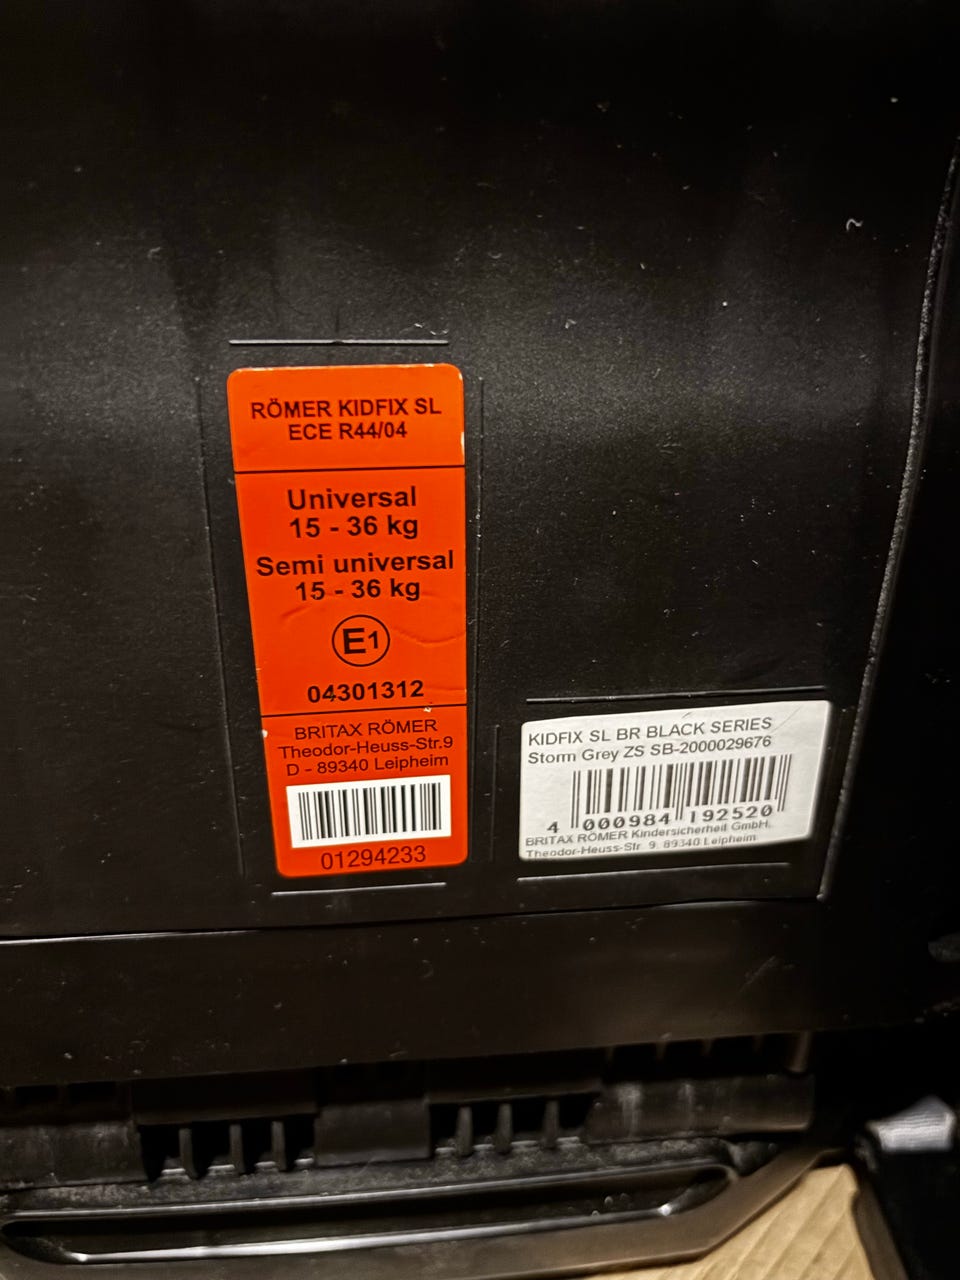 RÖMER KIDFIX SL
ECE R44/04
Universal
15 - 36 kg
Semi universal
15 - 36 kg
E1
04301312
BRITAX RÖMER
Theodor-Heuss-Str.9
D - 89340 Leipheim
01294233
KIDFIX SL BR BLACK SERIES
Storm Grey ZS SB-2000029676
4 000984 192520
BRITAX RÖMER Kindersicherheit GmbH,
Theodor-Heuss-Str. 9, 89340 Leipheim